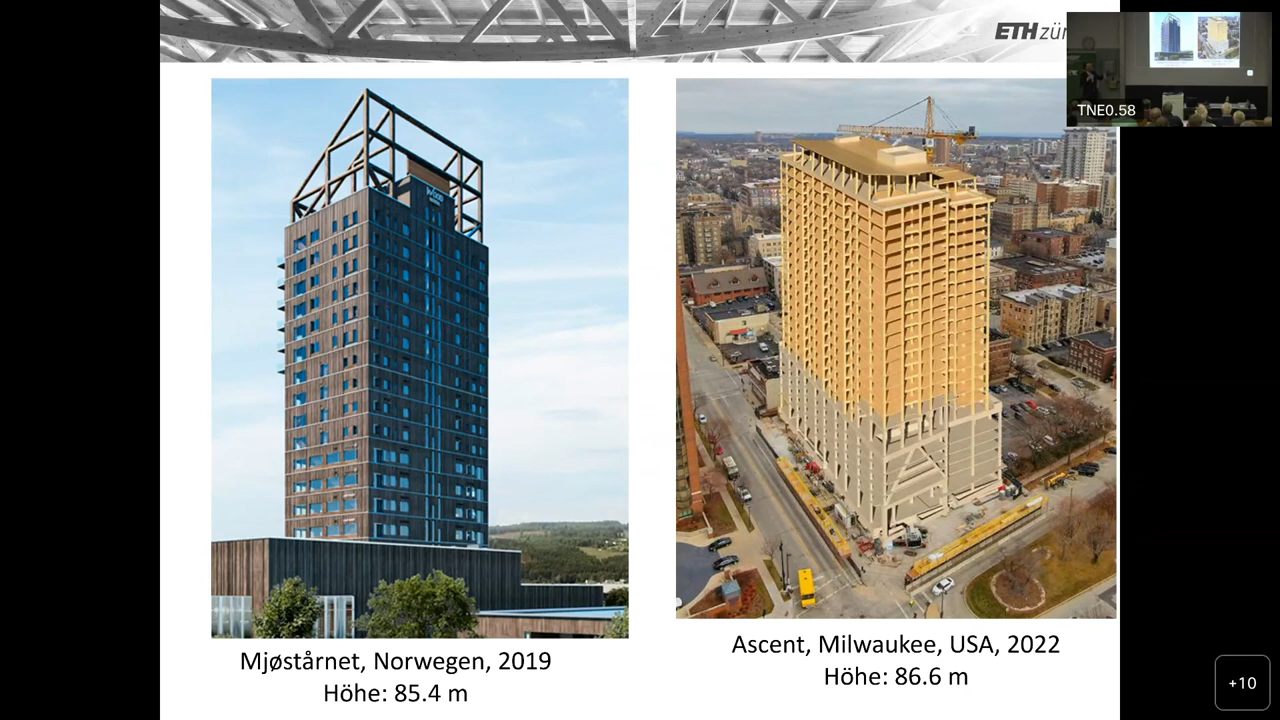 ETH zür
TNE0.58
Mjøstårnet, Norwegen, 2019
Höhe: 85.4 m
Ascent, Milwaukee, USA, 2022
Höhe: 86.6 m
+10